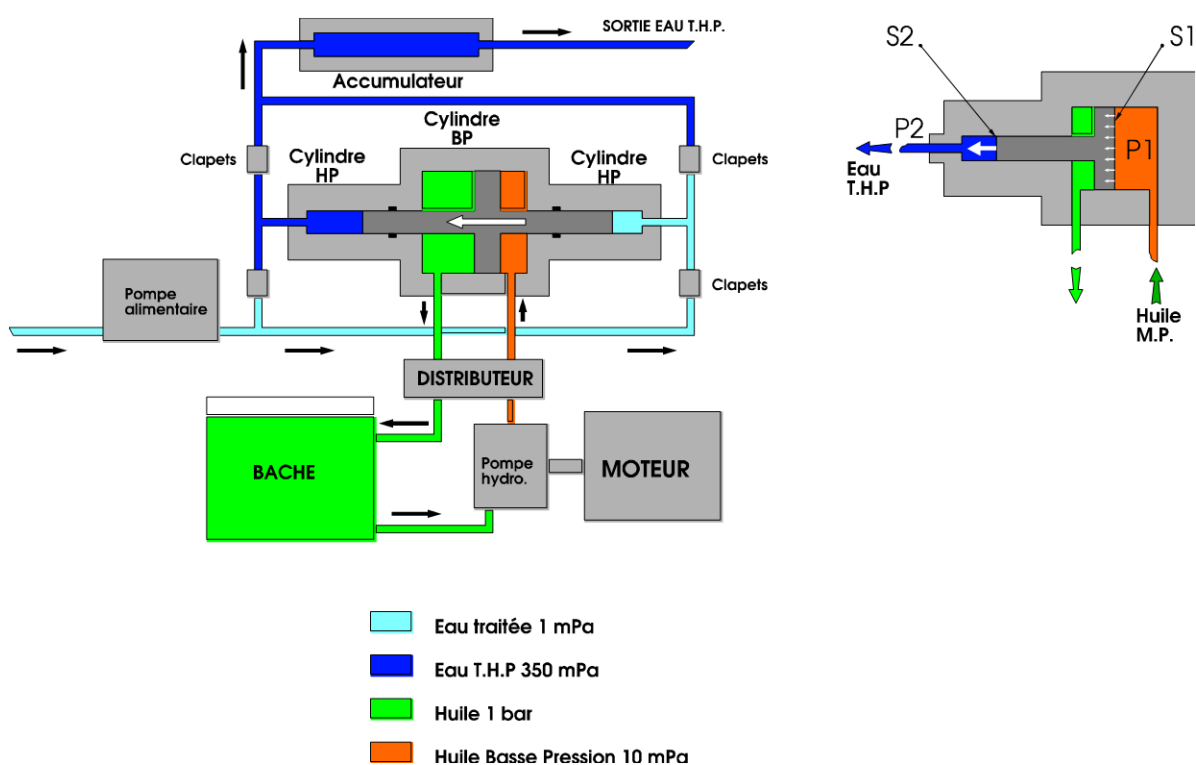 SORTIE EAU T.H.P.
Accumulateur
Cylindre
BP
Clapets
Cylindre
HP
Cylindre
HP
Clapets
Pompe
alimentaire
Clapets
DISTRIBUTEUR
BACHE
Pompe
hydro.
MOTEUR
S2
S1
P2
P1
Eau
T.H.P
Huile
M.P.
Eau traitée 1 mPa
Eau T.H.P 350 mPa
Huile 1 bar
Huile Basse Pression 10 mPa